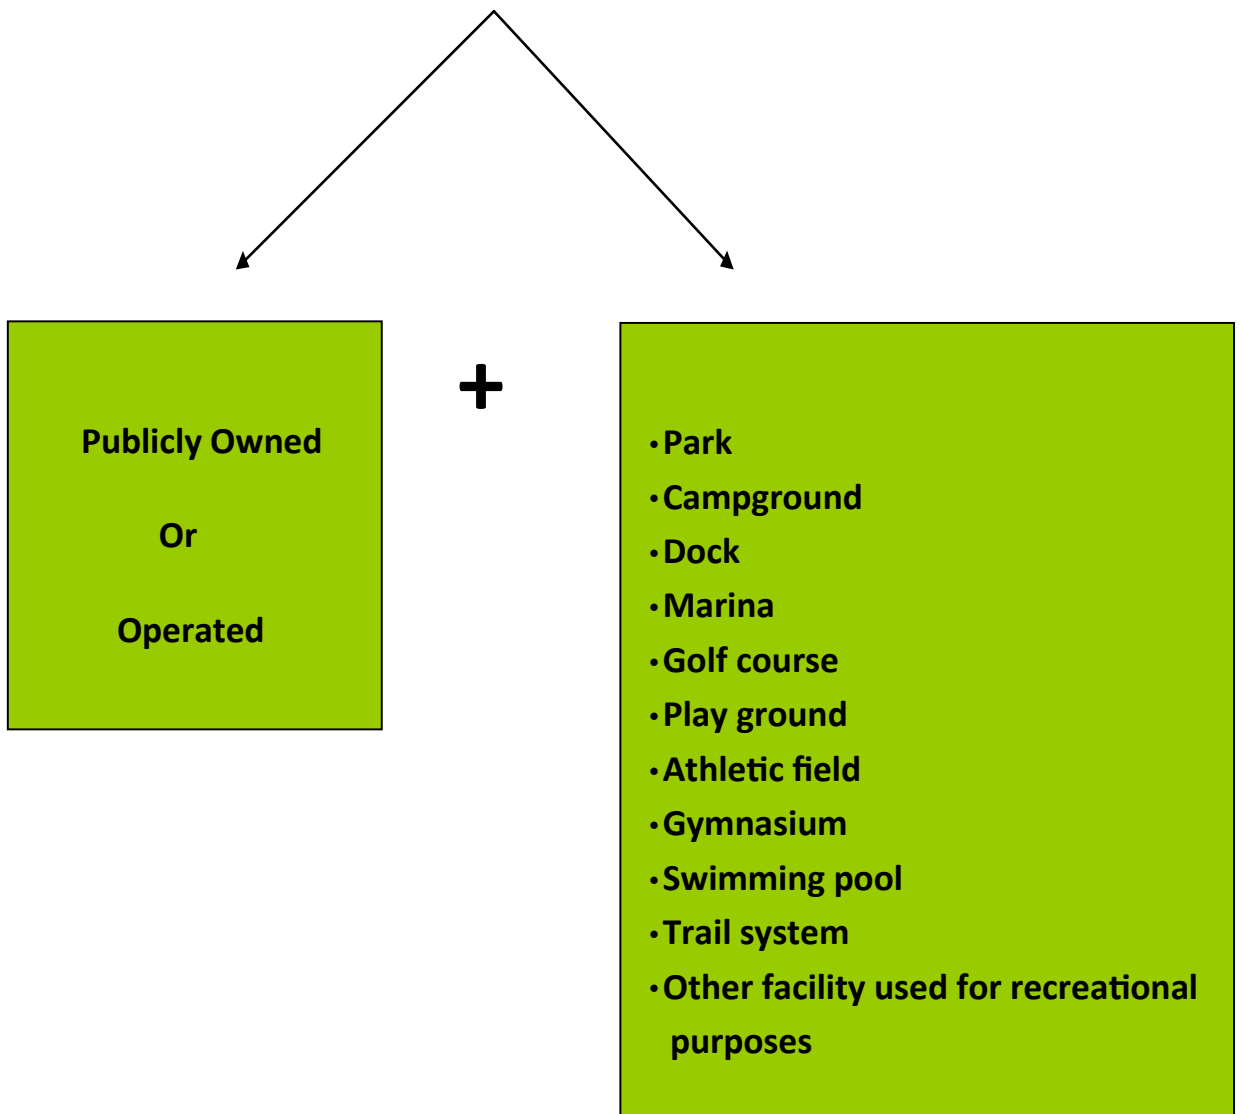 Publicly Owned
Or
Operated
+
•Park
•Campground
•Dock
•Marina
•Golf course
•Play ground
•Athletic field
•Gymnasium
•Swimming pool
•Trail system
•Other facility used for recreational
purposes